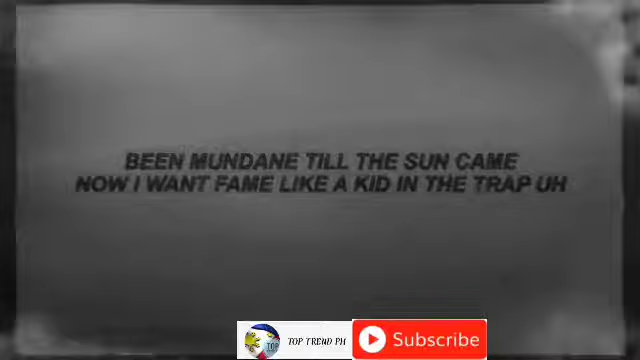 BEEN MUNDANE TILL THE SUN CAME
NOW I WANT FAME LIKE A KID IN THE TRAP UH
TOP
TOP TREND PH
Subscribe